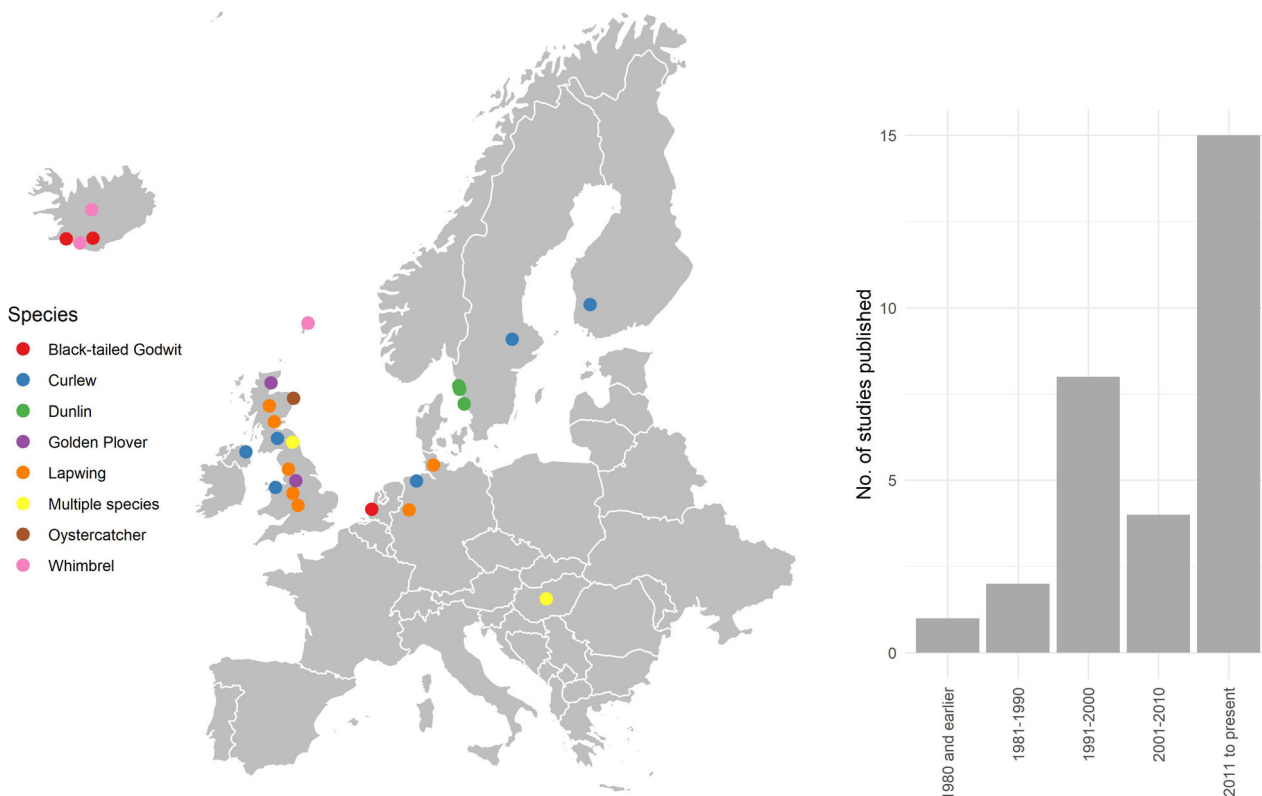 Species
Black-tailed Godwit
Curlew
Dunlin
Golden Plover
Lapwing
Multiple species
Oystercatcher
Whimbrel
No. of studies published
15
10
5
0
1980 and earlier
1981-1990
1991-2000
2001-2010
2011 to present